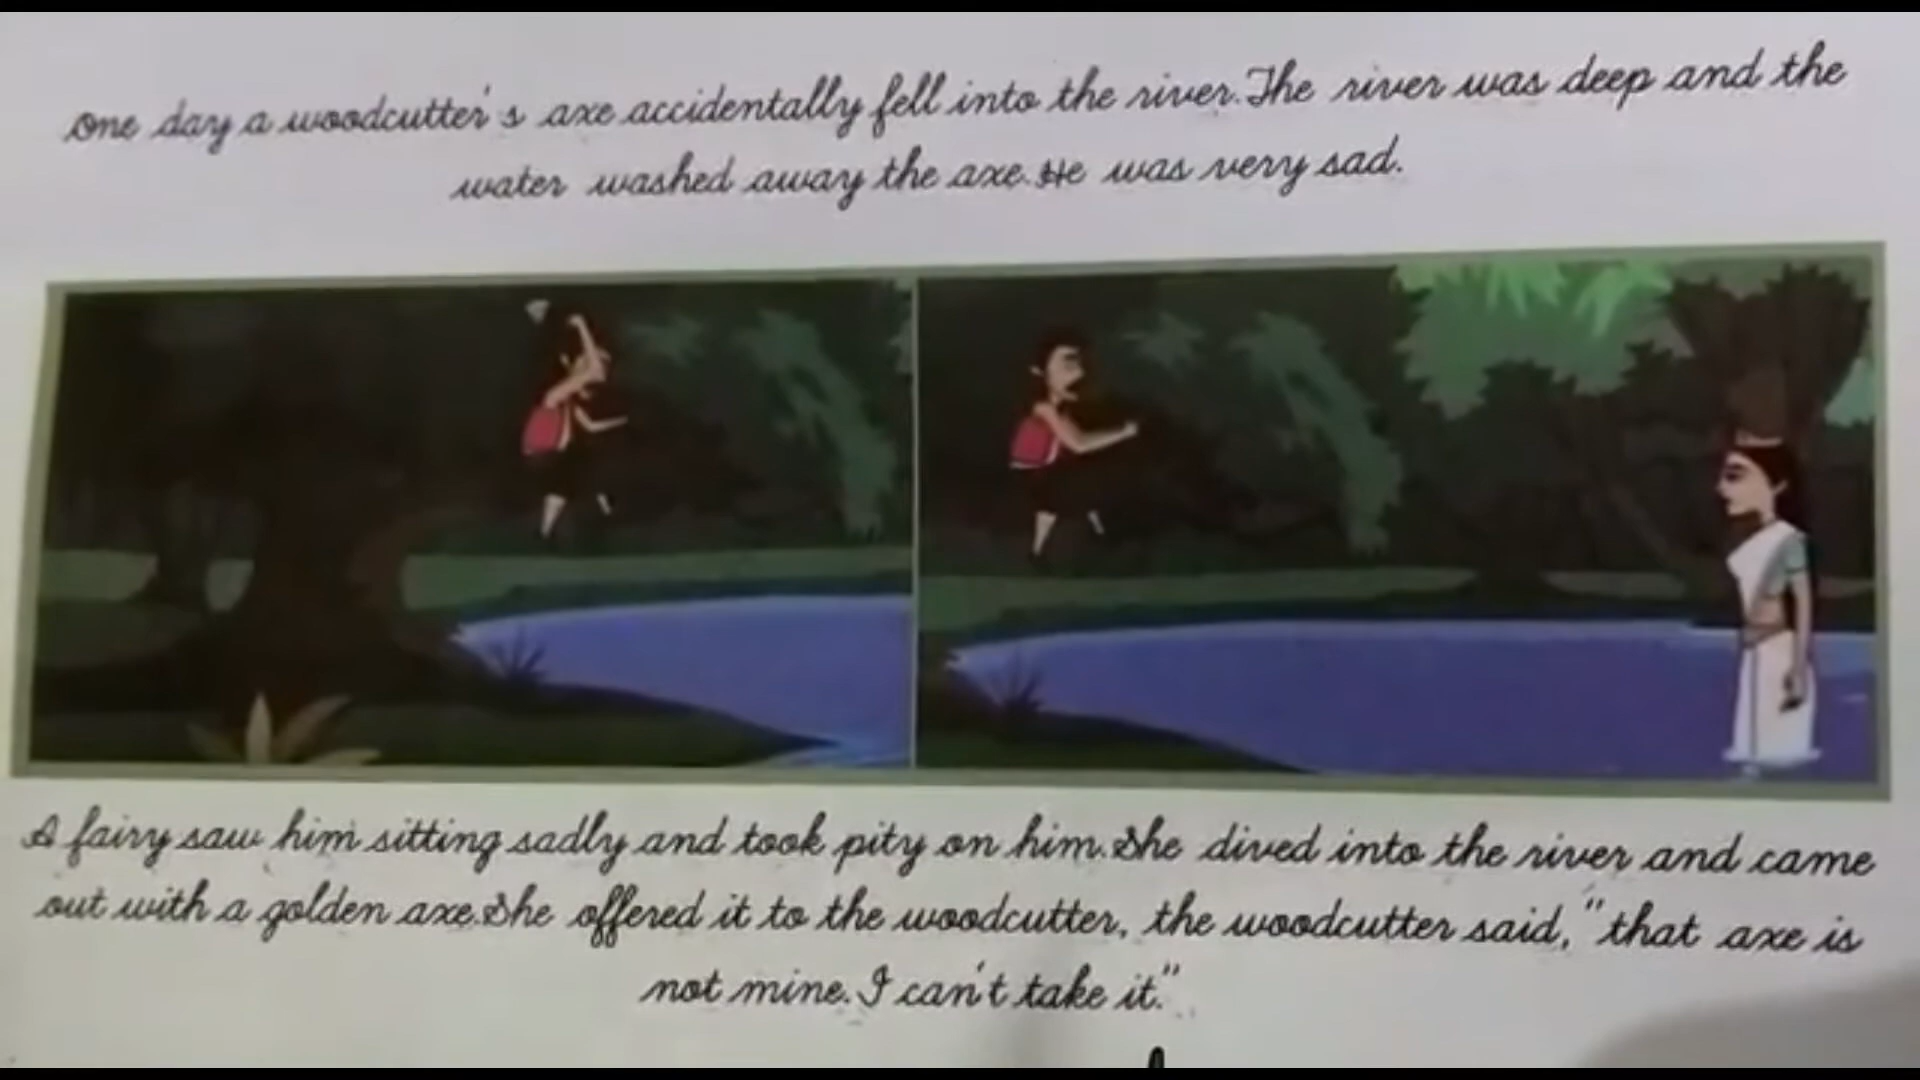 One day a woodcutter's axe accidentally fell into the river. The river was deep and the
water washed away the axe. He was very sad.
A fairy saw him sitting sadly and took pity on him. She dived into the river and came
out with a golden axe. She offered it to the woodcutter, the woodcutter said, "that axe is
not mine. I can't take it."